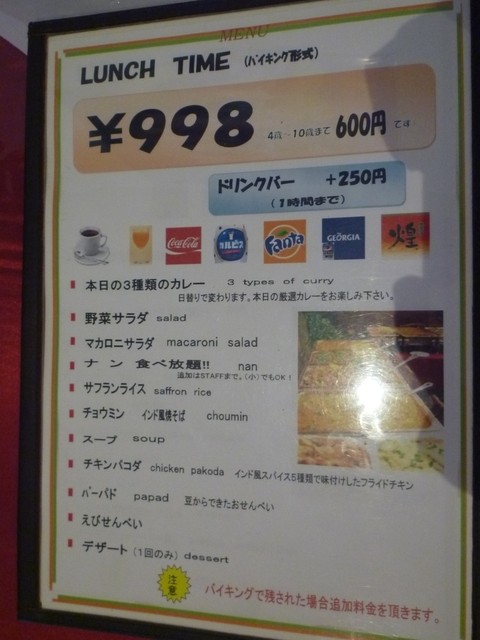 MENU
LUNCH TIME (バイキング形式)
¥998 4歳～10歳まで 600円 です
ドリンクバー +250円
(1時間まで)
Coca-Cola カルピス Fanta GEORGIA 煌
本日の3種類のカレー 3 types of curry
日替りで変わります。本日の厳選カレーをお楽しみ下さい。
野菜サラダ salad
マカロニサラダ macaroni salad
ナン 食べ放題!! nan
追加はSTAFFまで。(小)でもOK!
サフランライス saffron rice
チョウミン インド風焼そば choumin
スープ soup
チキンパコダ chicken pakoda インド風スパイス5種類で味付けしたフライドチキン
パーパド papad 豆からできたおせんべい
えびせんべい
デザート (1回のみ) dessert
注意
バイキングで残された場合追加料金を頂きます。